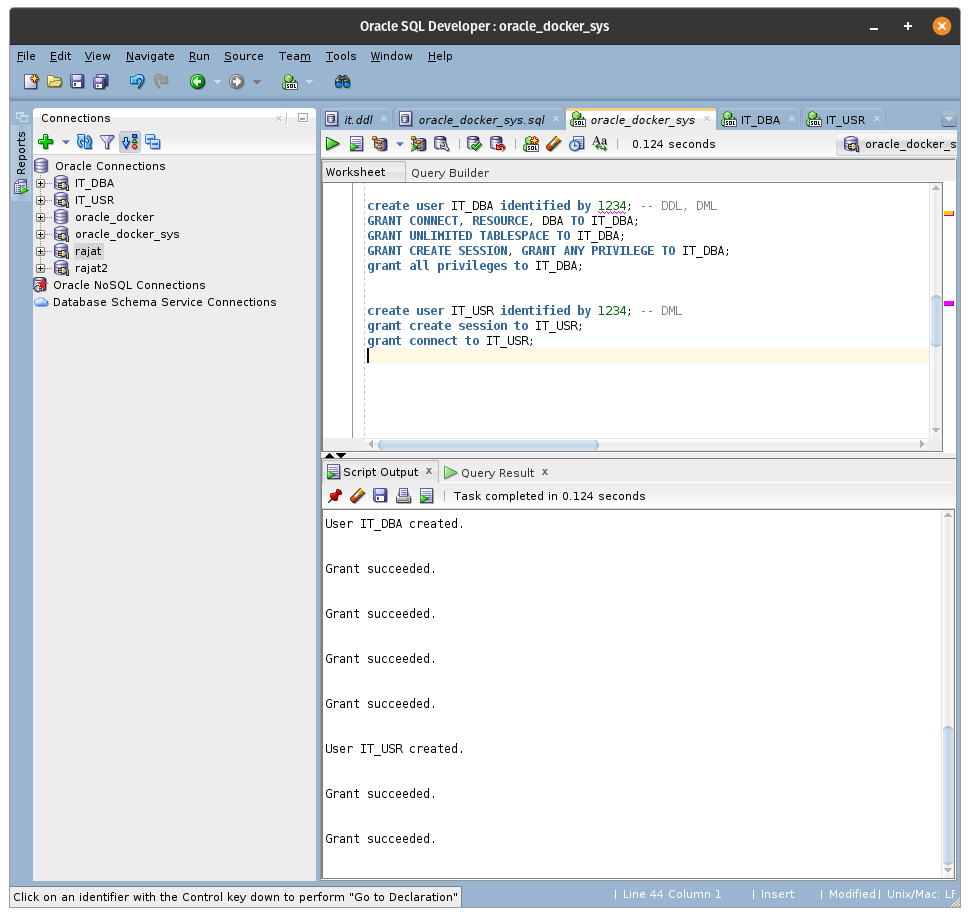 Oracle SQL Developer : oracle_docker_sys
File Edit View Navigate Run Source Team Tools Window Help
Reports
Connections
Oracle Connections
IT_DBA
IT_USR
oracle_docker
oracle_docker_sys
rajat
rajat2
Oracle NoSQL Connections
Database Schema Service Connections
it.ddl oracle_docker_sys.sql oracle_docker_sys IT_DBA IT_USR
0.124 seconds oracle_docker_s
Worksheet Query Builder
create user IT_DBA identified by 1234; -- DDL, DML
GRANT CONNECT, RESOURCE, DBA TO IT_DBA;
GRANT UNLIMITED TABLESPACE TO IT_DBA;
GRANT CREATE SESSION, GRANT ANY PRIVILEGE TO IT_DBA;
grant all privileges to IT_DBA;
create user IT_USR identified by 1234; -- DML
grant create session to IT_USR;
grant connect to IT_USR;
Script Output x Query Result x
Task completed in 0.124 seconds
User IT_DBA created.
Grant succeeded.
Grant succeeded.
Grant succeeded.
Grant succeeded.
User IT_USR created.
Grant succeeded.
Grant succeeded.
Click on an identifier with the Control key down to perform "Go to Declaration"
| Line 44 Column 1 | Insert | Modified | Unix/Mac: LF